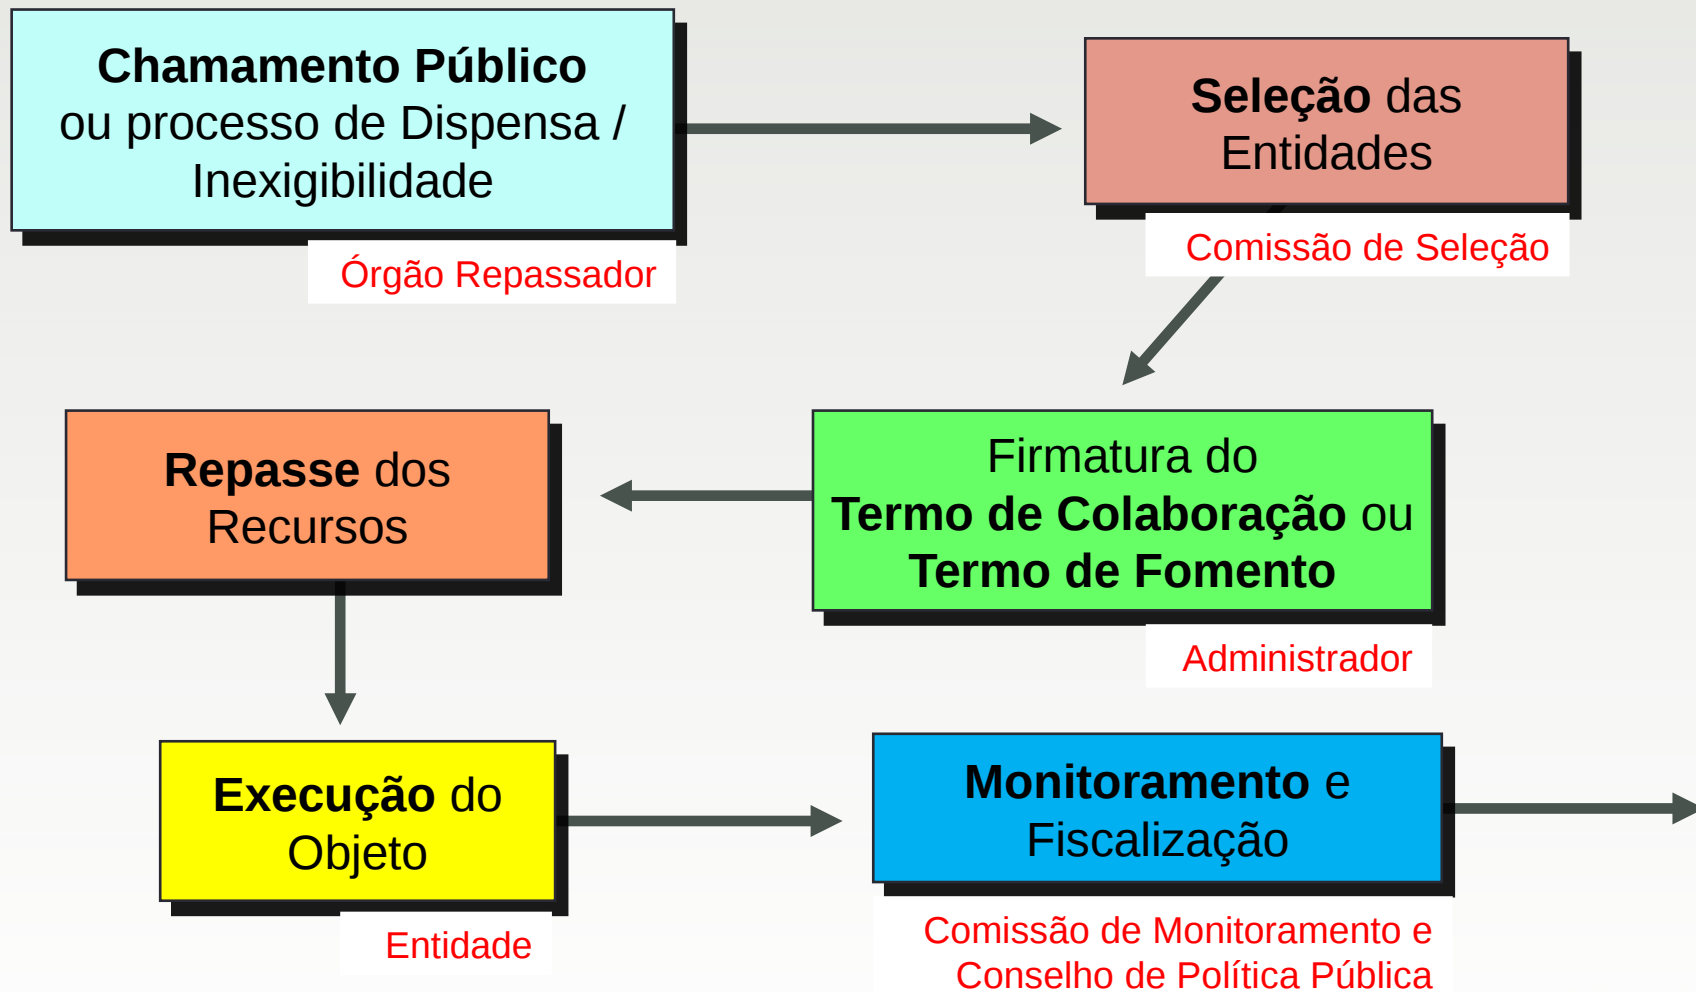 Chamamento Público
ou processo de Dispensa /
Inexigibilidade
Órgão Repassador
Seleção das
Entidades
Comissão de Seleção
Firmatura do
Termo de Colaboração ou
Termo de Fomento
Administrador
Repasse dos
Recursos
Execução do
Objeto
Entidade
Monitoramento e
Fiscalização
Comissão de Monitoramento e
Conselho de Política Pública